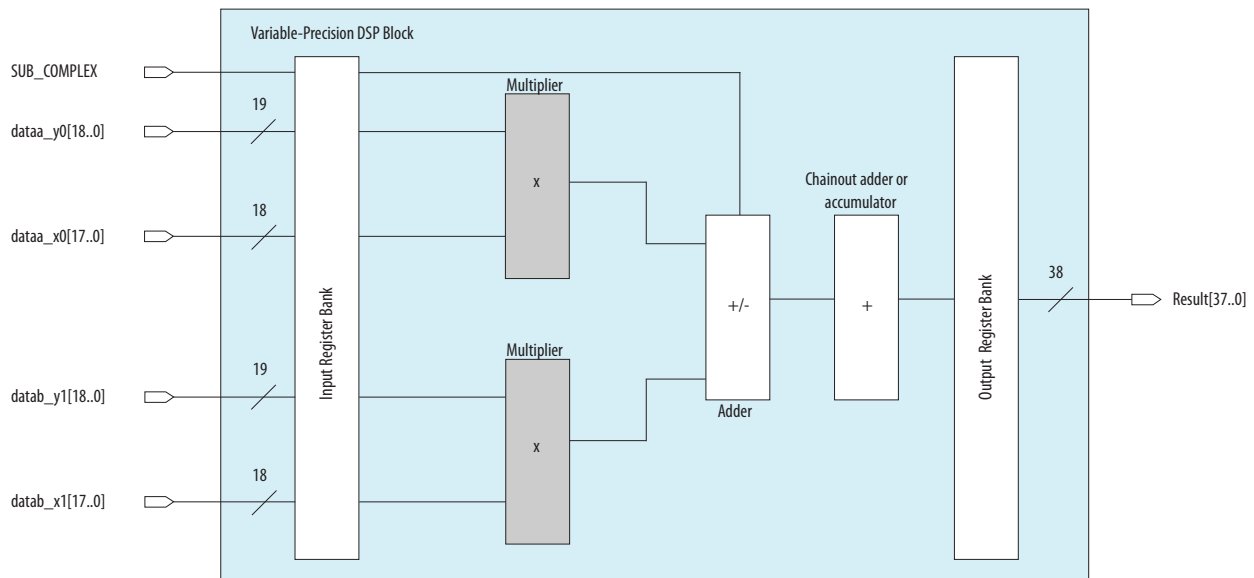 Variable-Precision DSP Block
SUB_COMPLEX
Multiplier
19
dataa_y0[18..0]
x
Chainout adder or
accumulator
18
dataa_x0[17..0]
Input Register Bank
+/-
+
Output Register Bank
38
Result[37..0]
Multiplier
19
datab_y1[18..0]
Adder
x
18
datab_x1[17..0]